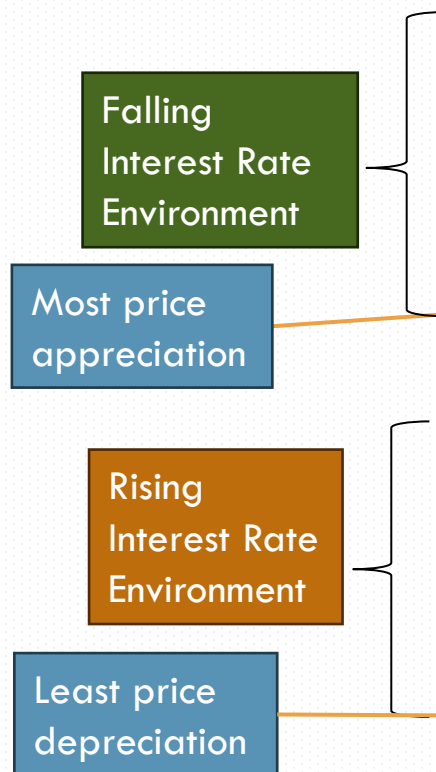 Falling
Interest Rate
Environment
Most price
appreciation
Rising
Interest Rate
Environment
Least price
depreciation